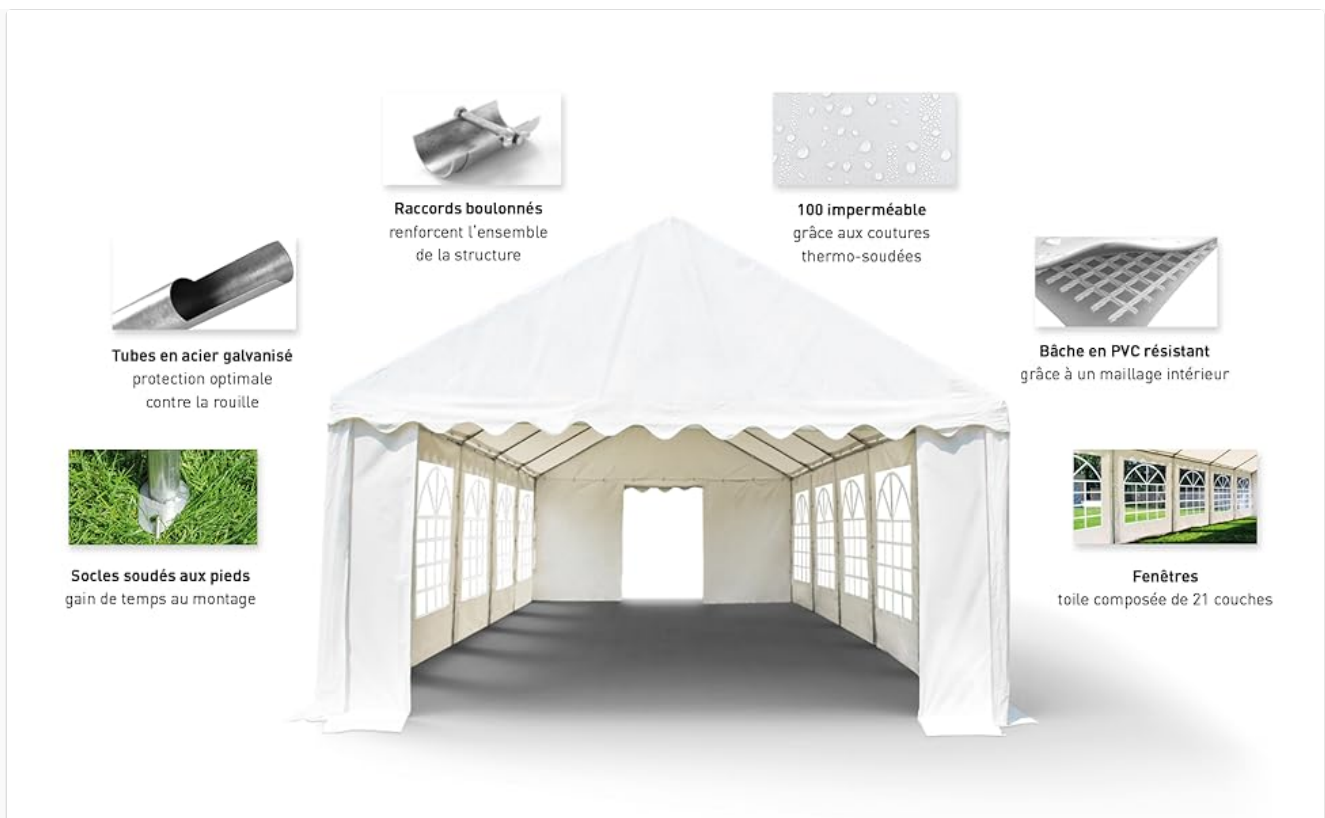 Raccords boulonnés
renforcent l'ensemble
de la structure
100 imperméable
grâce aux coutures
thermo-soudées
Tubes en acier galvanisé
protection optimale
contre la rouille
Bâche en PVC résistant
grâce à un maillage intérieur
Socles soudés aux pieds
gain de temps au montage
Fenêtres
toile composée de 21 couches